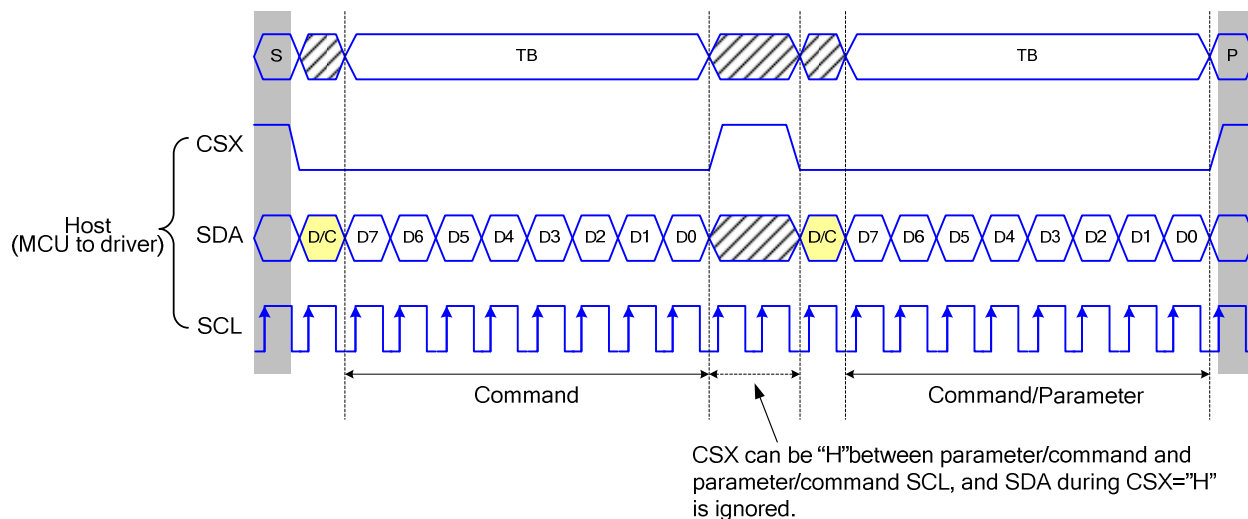 S TB TB P
CSX
Host
(MCU to driver)
SDA D/C D7 D6 D5 D4 D3 D2 D1 D0 D/C D7 D6 D5 D4 D3 D2 D1 D0
SCL
Command Command/Parameter
CSX can be “H”between parameter/command and
parameter/command SCL, and SDA during CSX=”H”
is ignored.